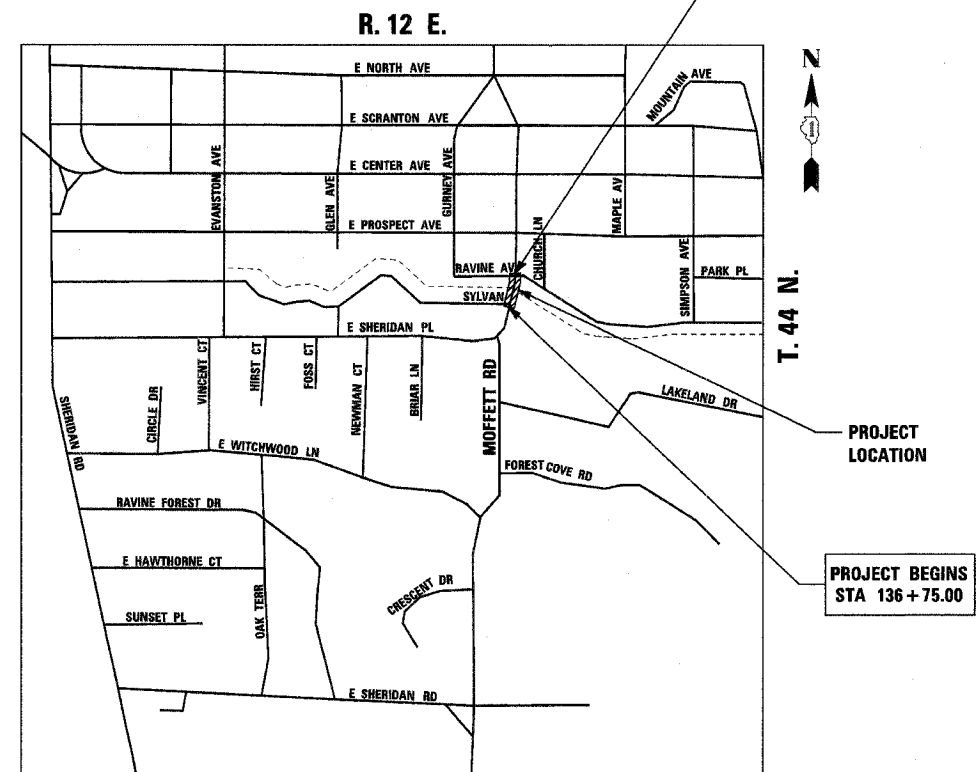 R. 12 E.
N
1
E NORTH AVE
MOUNTAIN AVE
E SCRANTON AVE
E CENTER AVE
EVANSTON AVE
GLEN AVE
GURNEY AVE
MAPLE AV
E PROSPECT AVE
CHURCH LN
SIMPSON AVE
RAVINE AV
PARK PL
SYLVAN
E SHERIDAN PL
T. 44 N.
VINCENT CT
HIRST CT
FOSS CT
NEWMAN CT
BRIAR LN
MOFFETT RD
CIRCLE DR
LAKELAND DR
SHERIDAN RD
PROJECT
LOCATION
E WITCHWOOD LN
FOREST COVE RD
RAVINE FOREST DR
E HAWTHORNE CT
CRESCENT DR
PROJECT BEGINS
STA 136+75.00
SUNSET PL
OAK TERR
E SHERIDAN RD